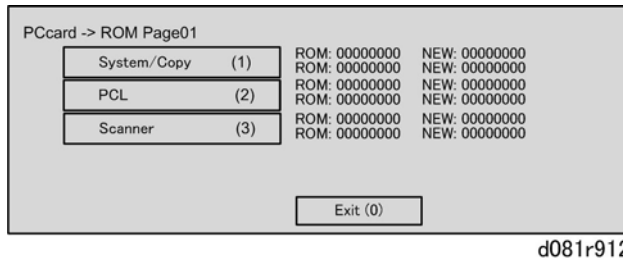 PCcard -> ROM Page01
System/Copy (1) ROM: 00000000 NEW: 00000000
ROM: 00000000 NEW: 00000000
PCL (2) ROM: 00000000 NEW: 00000000
ROM: 00000000 NEW: 00000000
Scanner (3) ROM: 00000000 NEW: 00000000
ROM: 00000000 NEW: 00000000
Exit (0)
d081r912